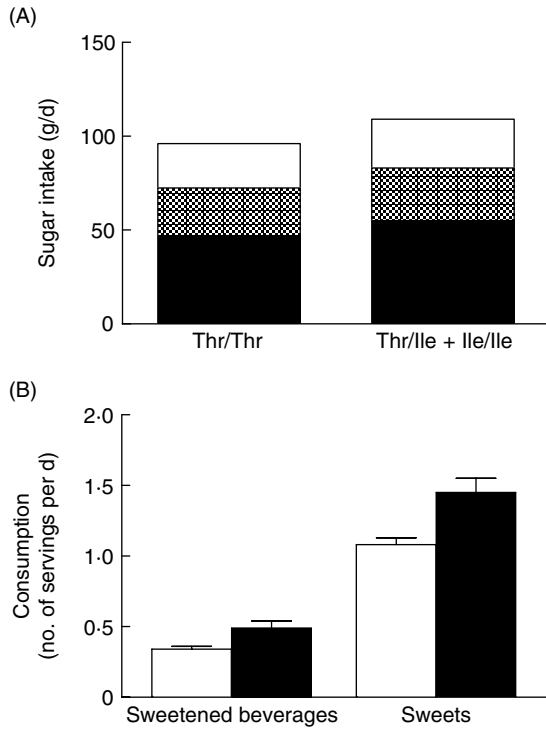 (A)
150
100
50
0
Sugar intake (g/d)
Thr/Thr
Thr/Ile + Ile/Ile
(B)
2·0
1·5
1·0
0·5
0
Consumption
(no. of servings per d)
Sweetened beverages
Sweets